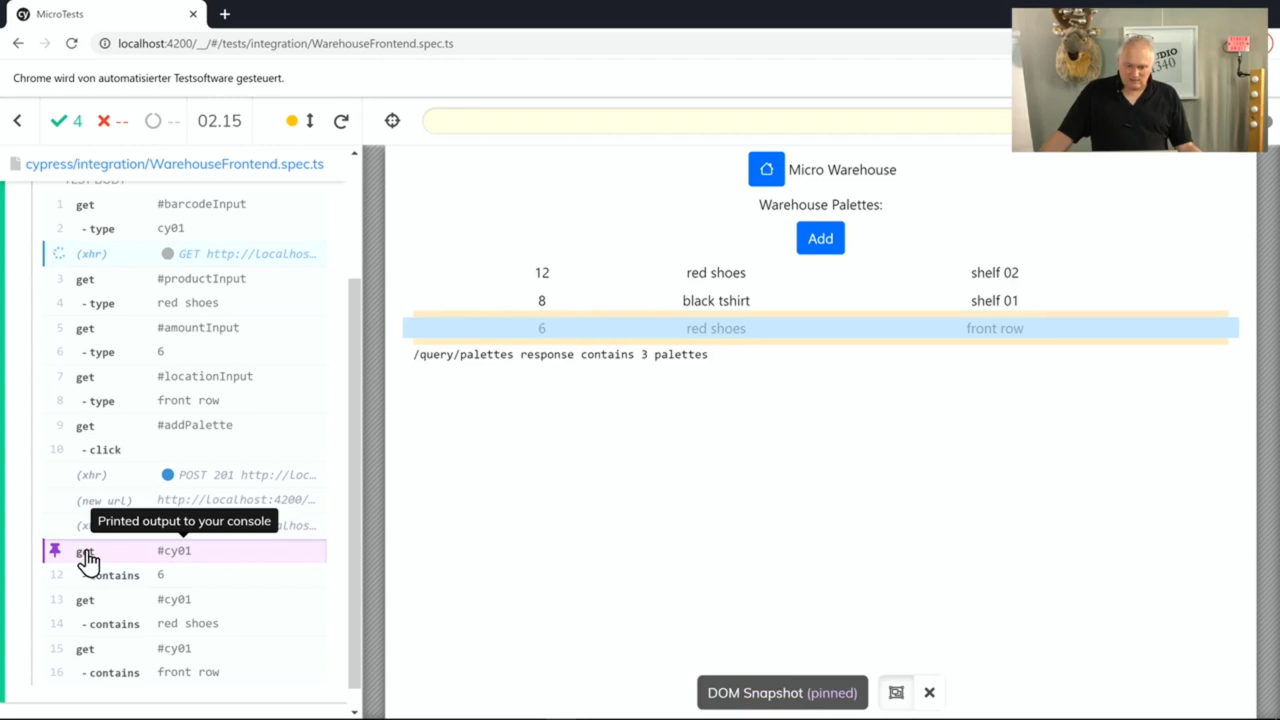 MicroTests
localhost:4200/__/#/tests/integration/WarehouseFrontend.spec.ts
Chrome wird von automatisierter Testsoftware gesteuert.
4
--
--
02.15
cypress/integration/WarehouseFrontend.spec.ts
TEST BODY
1 get #barcodeInput
2 - type cy01
(xhr) GET http://localhos...
3 get #productInput
4 - type red shoes
5 get #amountInput
6 - type 6
7 get #locationInput
8 - type front row
9 get #addPalette
10 - click
(xhr) POST 201 http://loc...
(new url) http://localhost:4200/...
Printed output to your console
get #cy01
12 - contains 6
13 get #cy01
14 - contains red shoes
15 get #cy01
16 - contains front row
Micro Warehouse
Warehouse Palettes:
Add
12 red shoes shelf 02
8 black tshirt shelf 01
6 red shoes front row
/query/palettes response contains 3 palettes
DOM Snapshot (pinned)